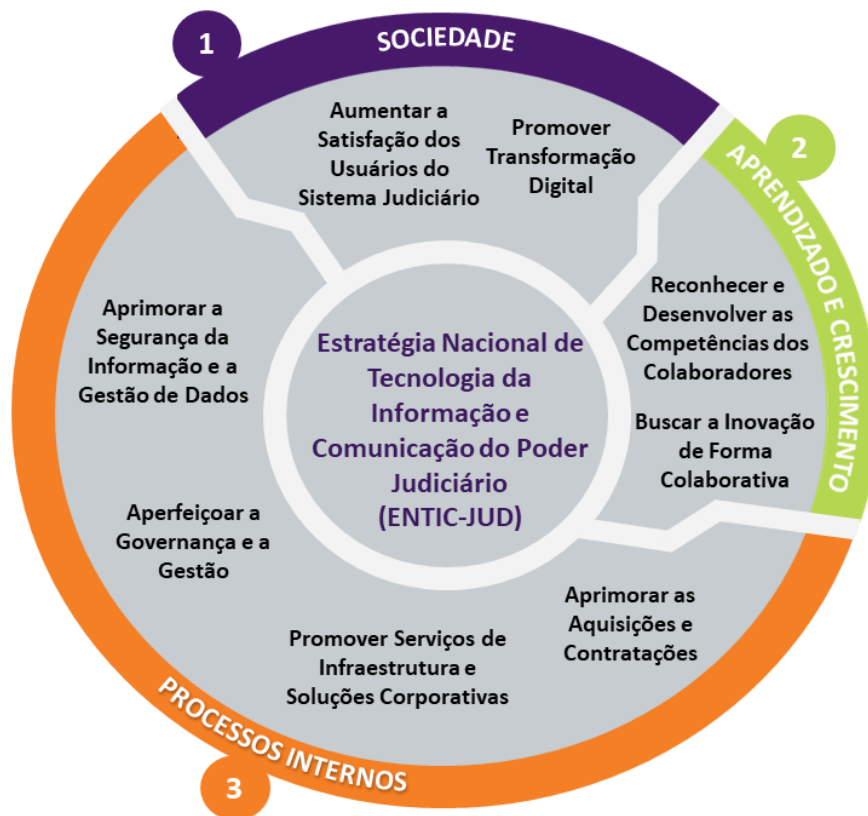 1
SOCIEDADE
Aumentar a
Satisfação dos
Usuários do
Sistema Judiciário
Promover
Transformação
Digital
2
APRENDIZADO E CRESCIMENTO
Reconhecer e
Desenvolver as
Competências dos
Colaboradores
Buscar a Inovação
de Forma
Colaborativa
Estratégia Nacional de
Tecnologia da
Informação e
Comunicação do Poder
Judiciário
(ENTIC-JUD)
Aprimorar a
Segurança da
Informação e a
Gestão de Dados
Aperfeiçoar a
Governança e a
Gestão
Promover Serviços de
Infraestrutura e
Soluções Corporativas
Aprimorar as
Aquisições e
Contratações
PROCESSOS INTERNOS
3